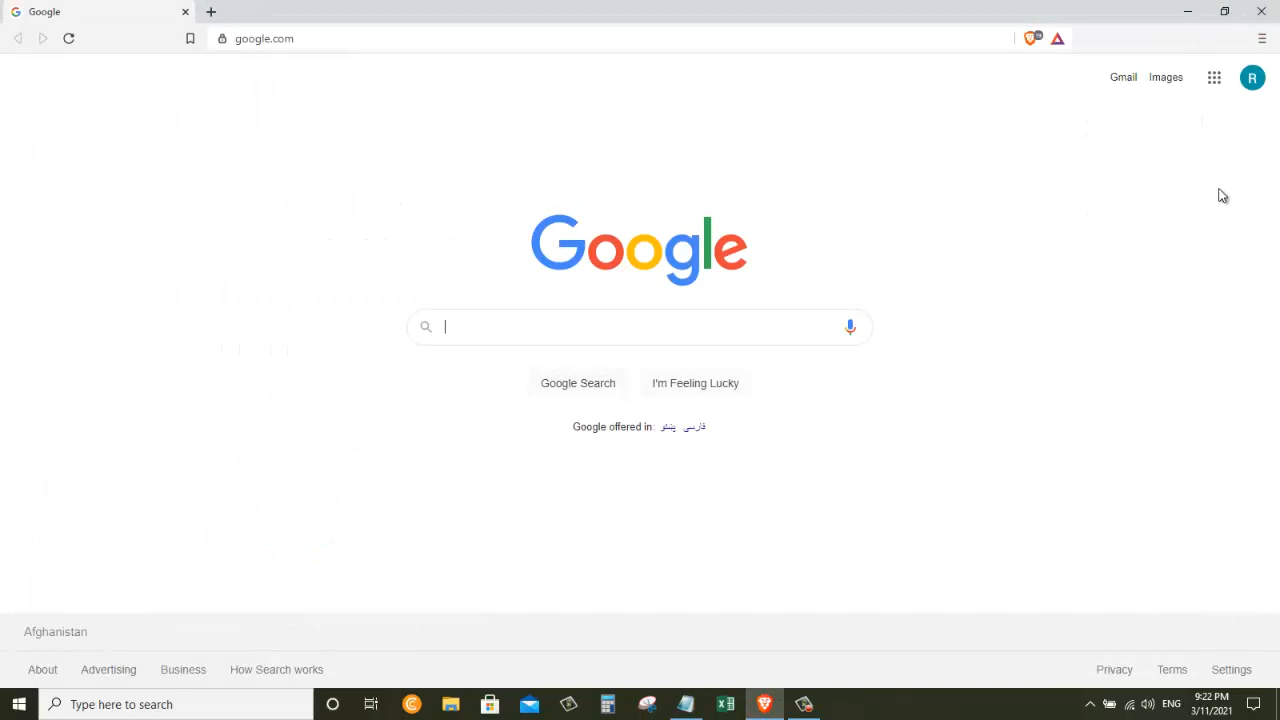 Google
google.com
Gmail Images
R
Google
Google Search I'm Feeling Lucky
Google offered in: پښتو فارسی
Afghanistan
About Advertising Business How Search works
Privacy Terms Settings
Type here to search
ENG
9:22 PM
3/11/2021